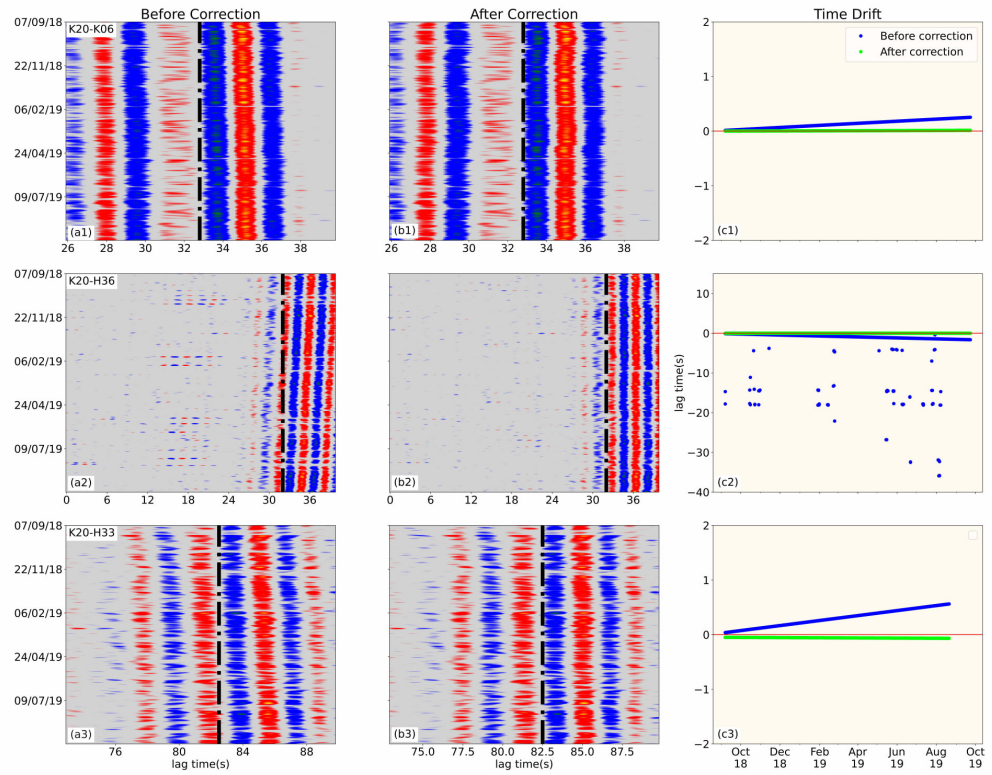 Before Correction After Correction Time Drift
07/09/18
22/11/18
06/02/19
24/04/19
09/07/19
K20-K06
(a1)
26 28 30 32 34 36 38
(b1)
26 28 30 32 34 36 38
2
1
0
−1
−2
Before correction
After correction
(c1)
07/09/18
22/11/18
06/02/19
24/04/19
09/07/19
K20-H36
(a2)
0 6 12 18 24 30 36
(b2)
0 6 12 18 24 30 36
lag time(s)
10
0
−10
−20
−30
−40
(c2)
07/09/18
22/11/18
06/02/19
24/04/19
09/07/19
K20-H33
(a3)
76 80 84 88
lag time(s)
(b3)
75.0 77.5 80.0 82.5 85.0 87.5
lag time(s)
2
1
0
−1
−2
(c3)
Oct Dec Feb Apr Jun Aug Oct
18 18 19 19 19 19 19